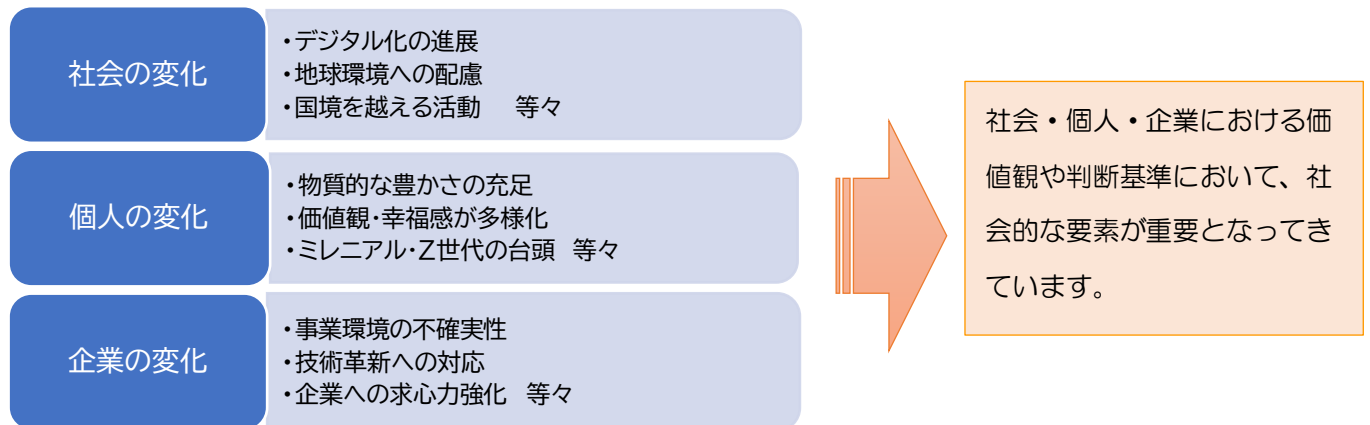 社会の変化
・デジタル化の進展
・地球環境への配慮
・国境を越える活動　等々
個人の変化
・物質的な豊かさの充足
・価値観・幸福感が多様化
・ミレニアル・Z世代の台頭　等々
企業の変化
・事業環境の不確実性
・技術革新への対応
・企業への求心力強化　等々
社会・個人・企業における価
値観や判断基準において、社
会的な要素が重要となってき
ています。